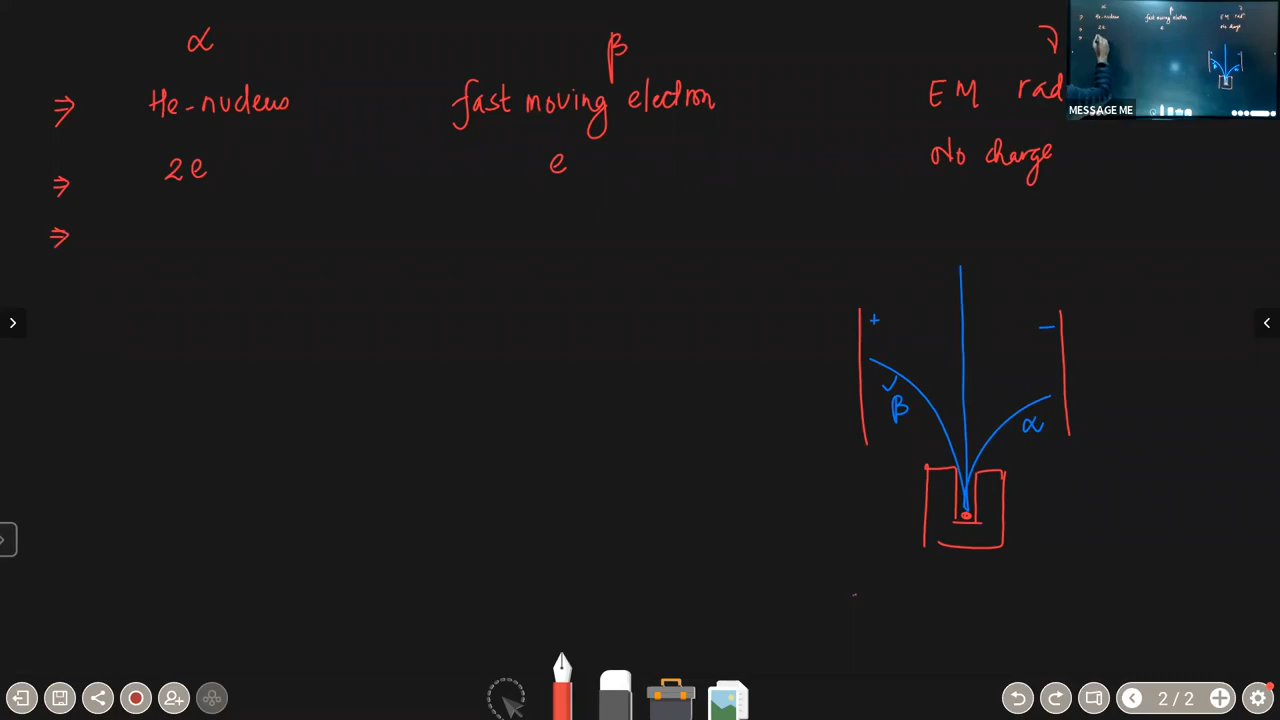 α β γ
⇒ He-nucleus fast moving electron EM rad
⇒ 2e e No charge
⇒
+ −
β α
MESSAGE ME
2/2